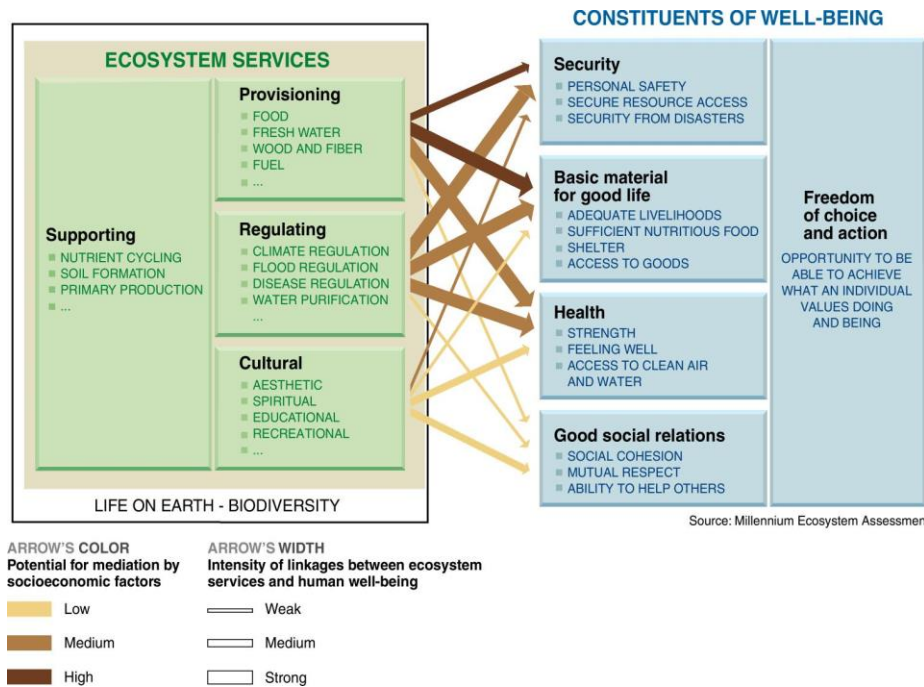 CONSTITUENTS OF WELL-BEING
ECOSYSTEM SERVICES
Supporting
NUTRIENT CYCLING
SOIL FORMATION
PRIMARY PRODUCTION
...
Provisioning
FOOD
FRESH WATER
WOOD AND FIBER
FUEL
...
Regulating
CLIMATE REGULATION
FLOOD REGULATION
DISEASE REGULATION
WATER PURIFICATION
...
Cultural
AESTHETIC
SPIRITUAL
EDUCATIONAL
RECREATIONAL
...
LIFE ON EARTH - BIODIVERSITY
Security
PERSONAL SAFETY
SECURE RESOURCE ACCESS
SECURITY FROM DISASTERS
Basic material
for good life
ADEQUATE LIVELIHOODS
SUFFICIENT NUTRITIOUS FOOD
SHELTER
ACCESS TO GOODS
Health
STRENGTH
FEELING WELL
ACCESS TO CLEAN AIR
AND WATER
Good social relations
SOCIAL COHESION
MUTUAL RESPECT
ABILITY TO HELP OTHERS
Freedom
of choice
and action
OPPORTUNITY TO BE
ABLE TO ACHIEVE
WHAT AN INDIVIDUAL
VALUES DOING
AND BEING
Source: Millennium Ecosystem Assessment
ARROW'S COLOR
Potential for mediation by
socioeconomic factors
Low
Medium
High
ARROW'S WIDTH
Intensity of linkages between ecosystem
services and human well-being
Weak
Medium
Strong